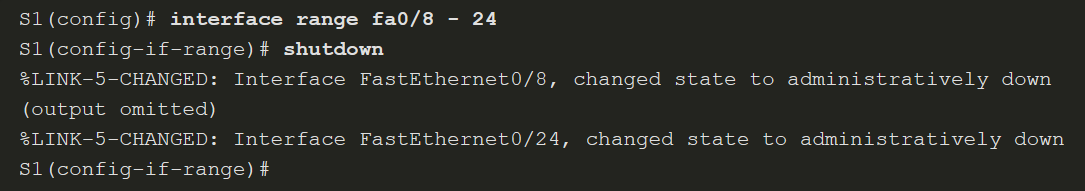 S1(config)# interface range fa0/8 - 24
S1(config-if-range)# shutdown
%LINK-5-CHANGED: Interface FastEthernet0/8, changed state to administratively down
(output omitted)
%LINK-5-CHANGED: Interface FastEthernet0/24, changed state to administratively down
S1(config-if-range)#